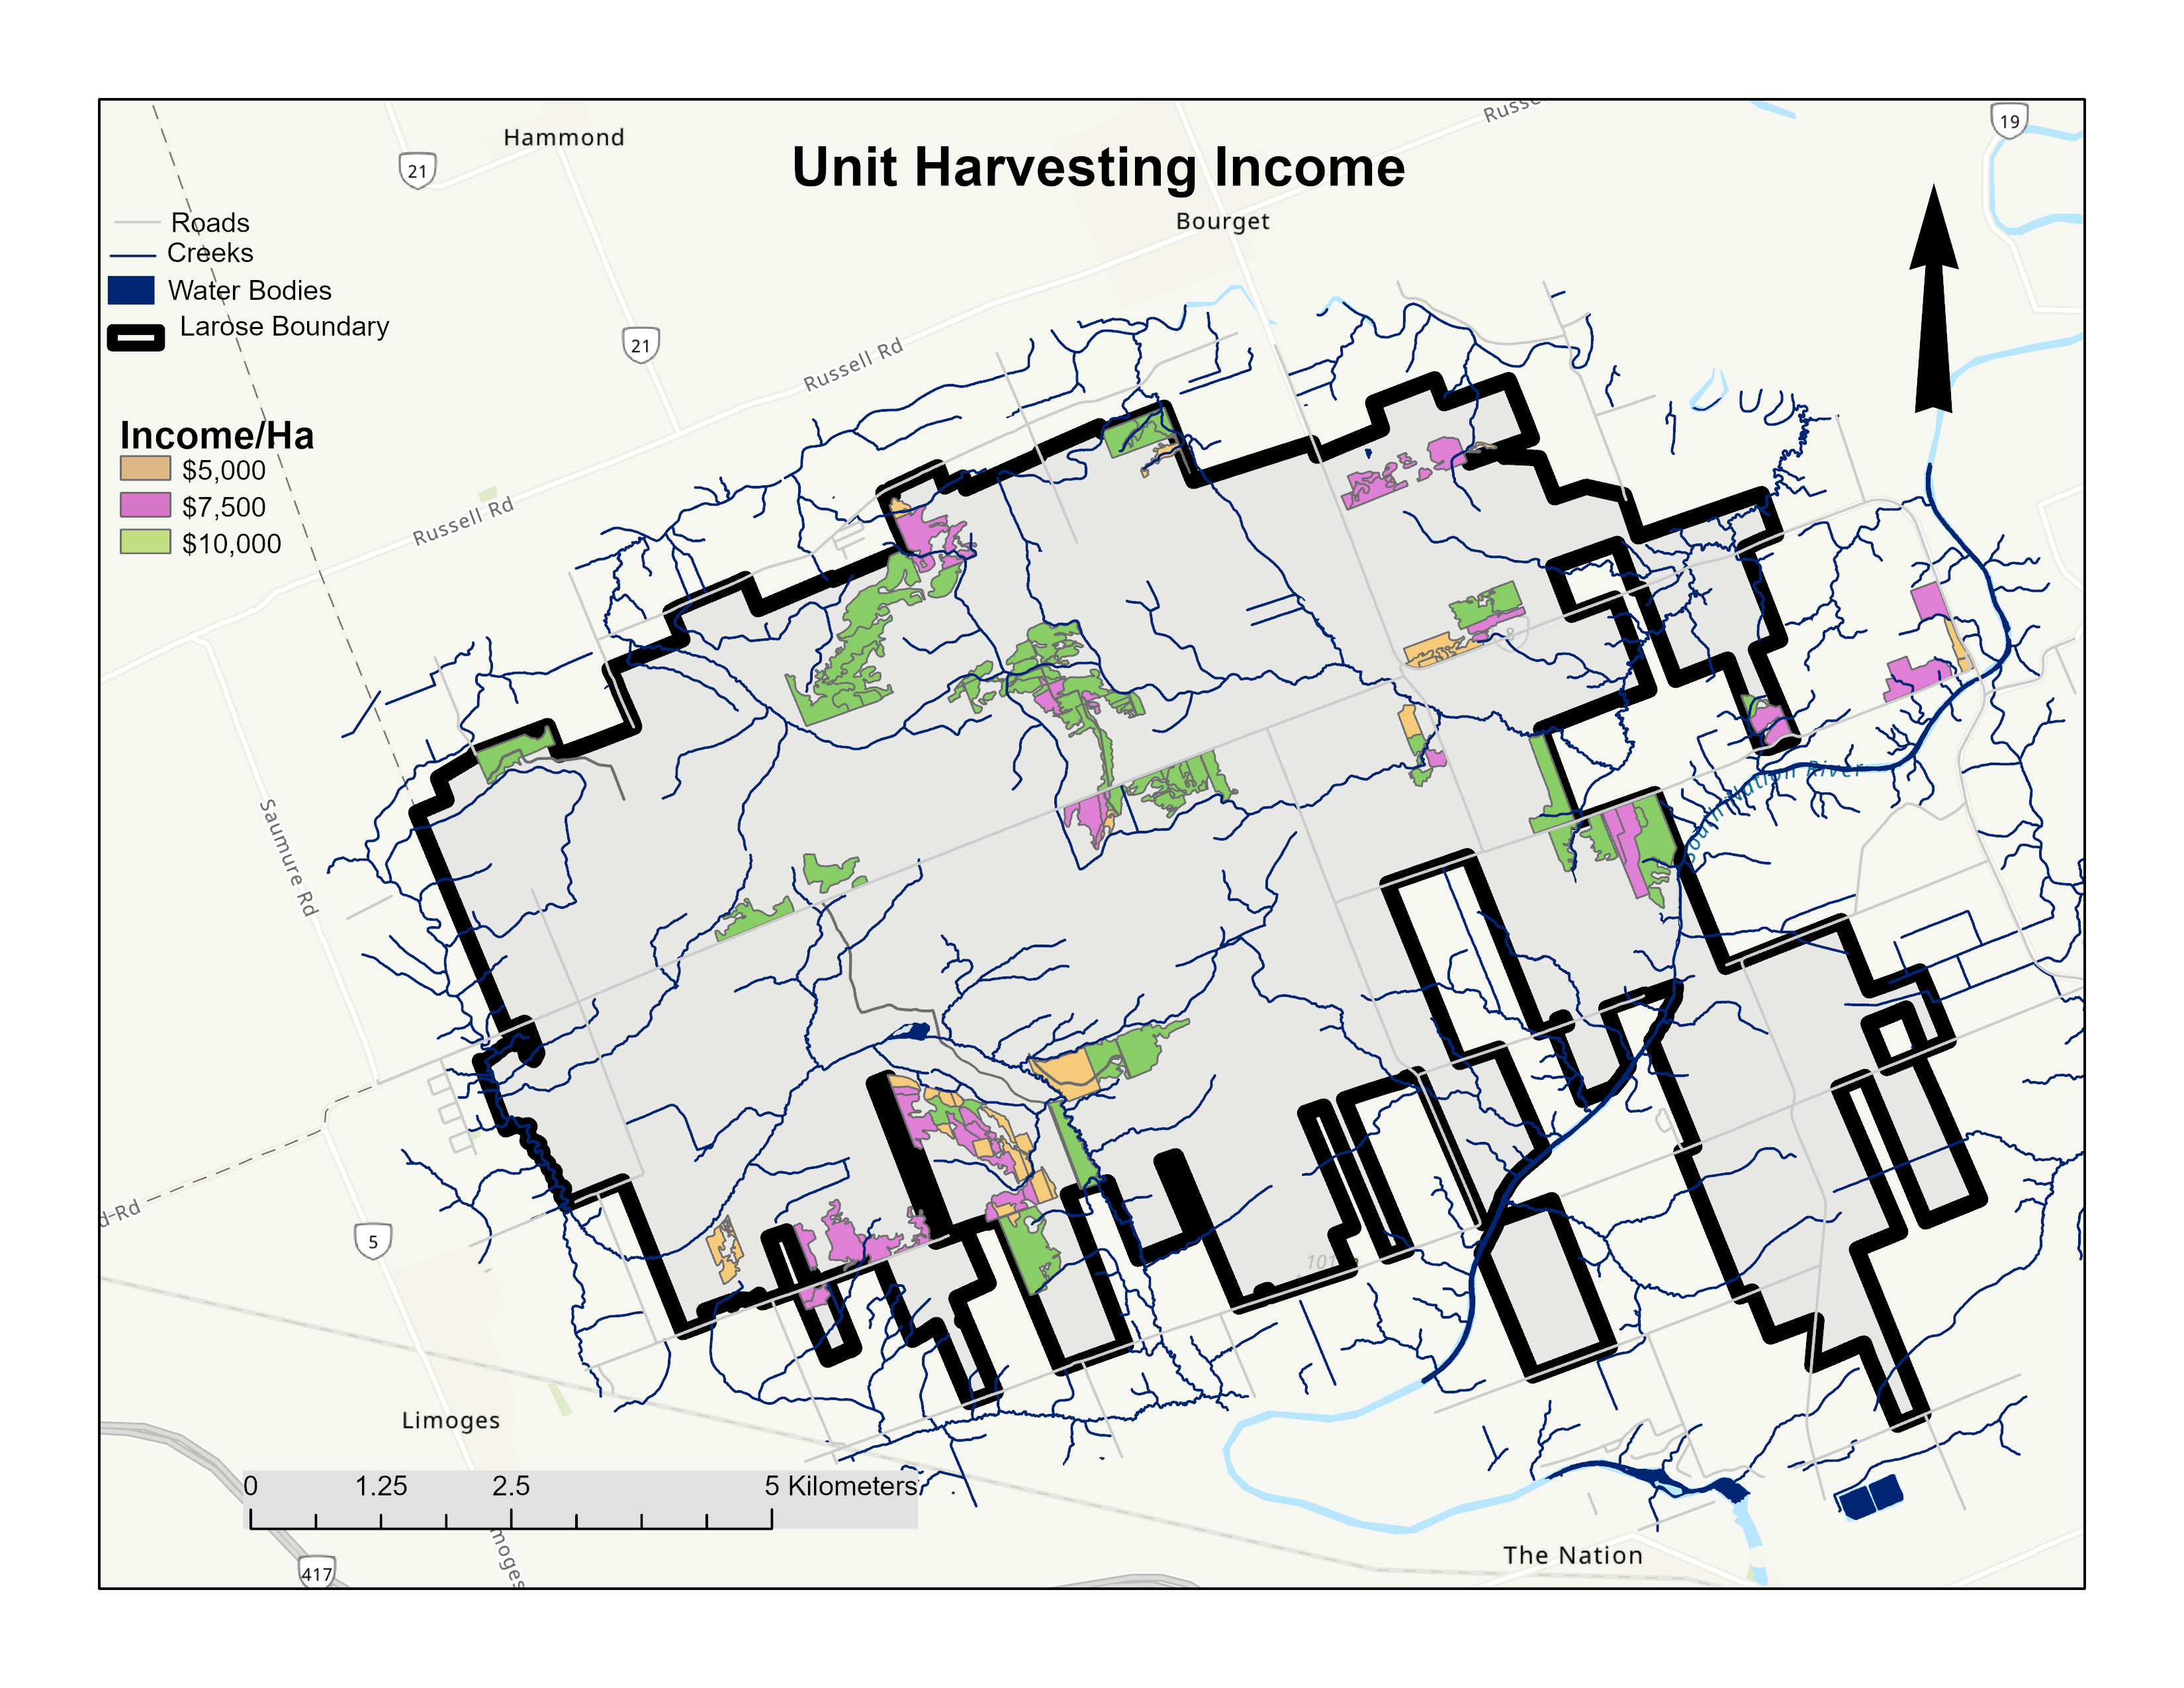 Russe
19
Hammond
21
Unit Harvesting Income
Bourget
Roads
Creeks
Water Bodies
Larose Boundary
21
Russell Rd
Income/Ha
$5,000
$7,500
$10,000
Russell Rd
8
South Nation River
Saumure Rd
d-Rd
5
101
Limoges
0 1.25 2.5 5 Kilometers
moges
The Nation
417